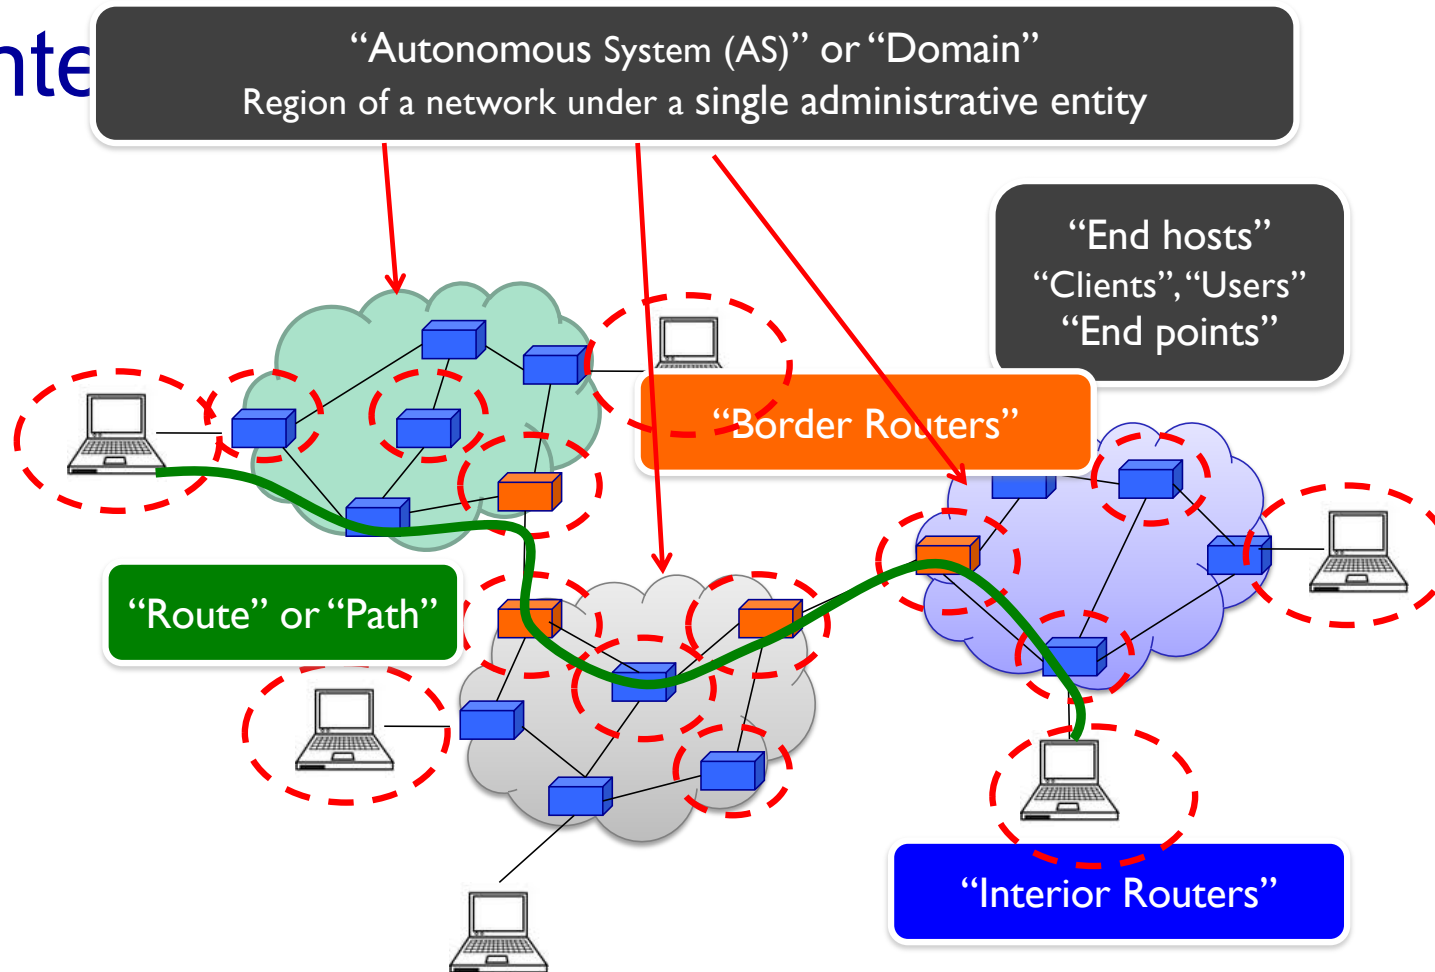 “Autonomous System (AS)” or “Domain”
Region of a network under a single administrative entity
“End hosts”
“Clients”, “Users”
“End points”
“Border Routers”
“Route” or “Path”
“Interior Routers”